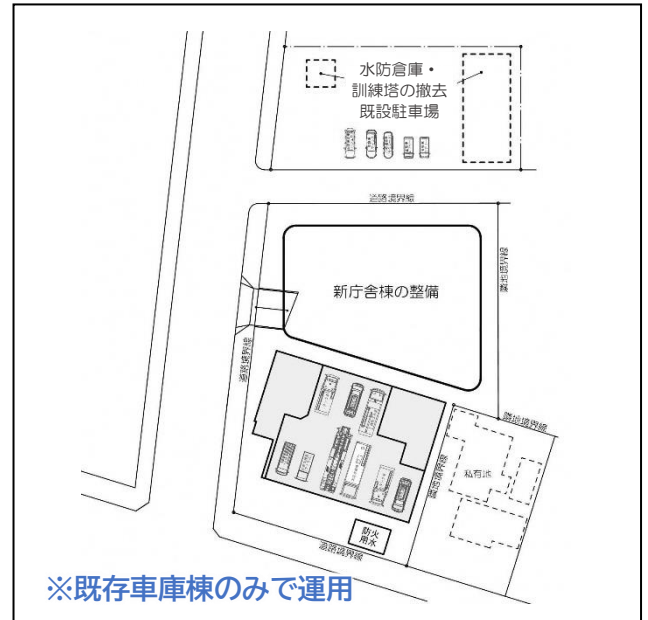 水防倉庫・
訓練塔の撤去
既設駐車場
道路境界線
隣地境界線
新庁舎棟の整備
道路境界線
隣地境界線
隣地境界線
私有地
防火
用水
道路境界線
※既存車庫棟のみで運用